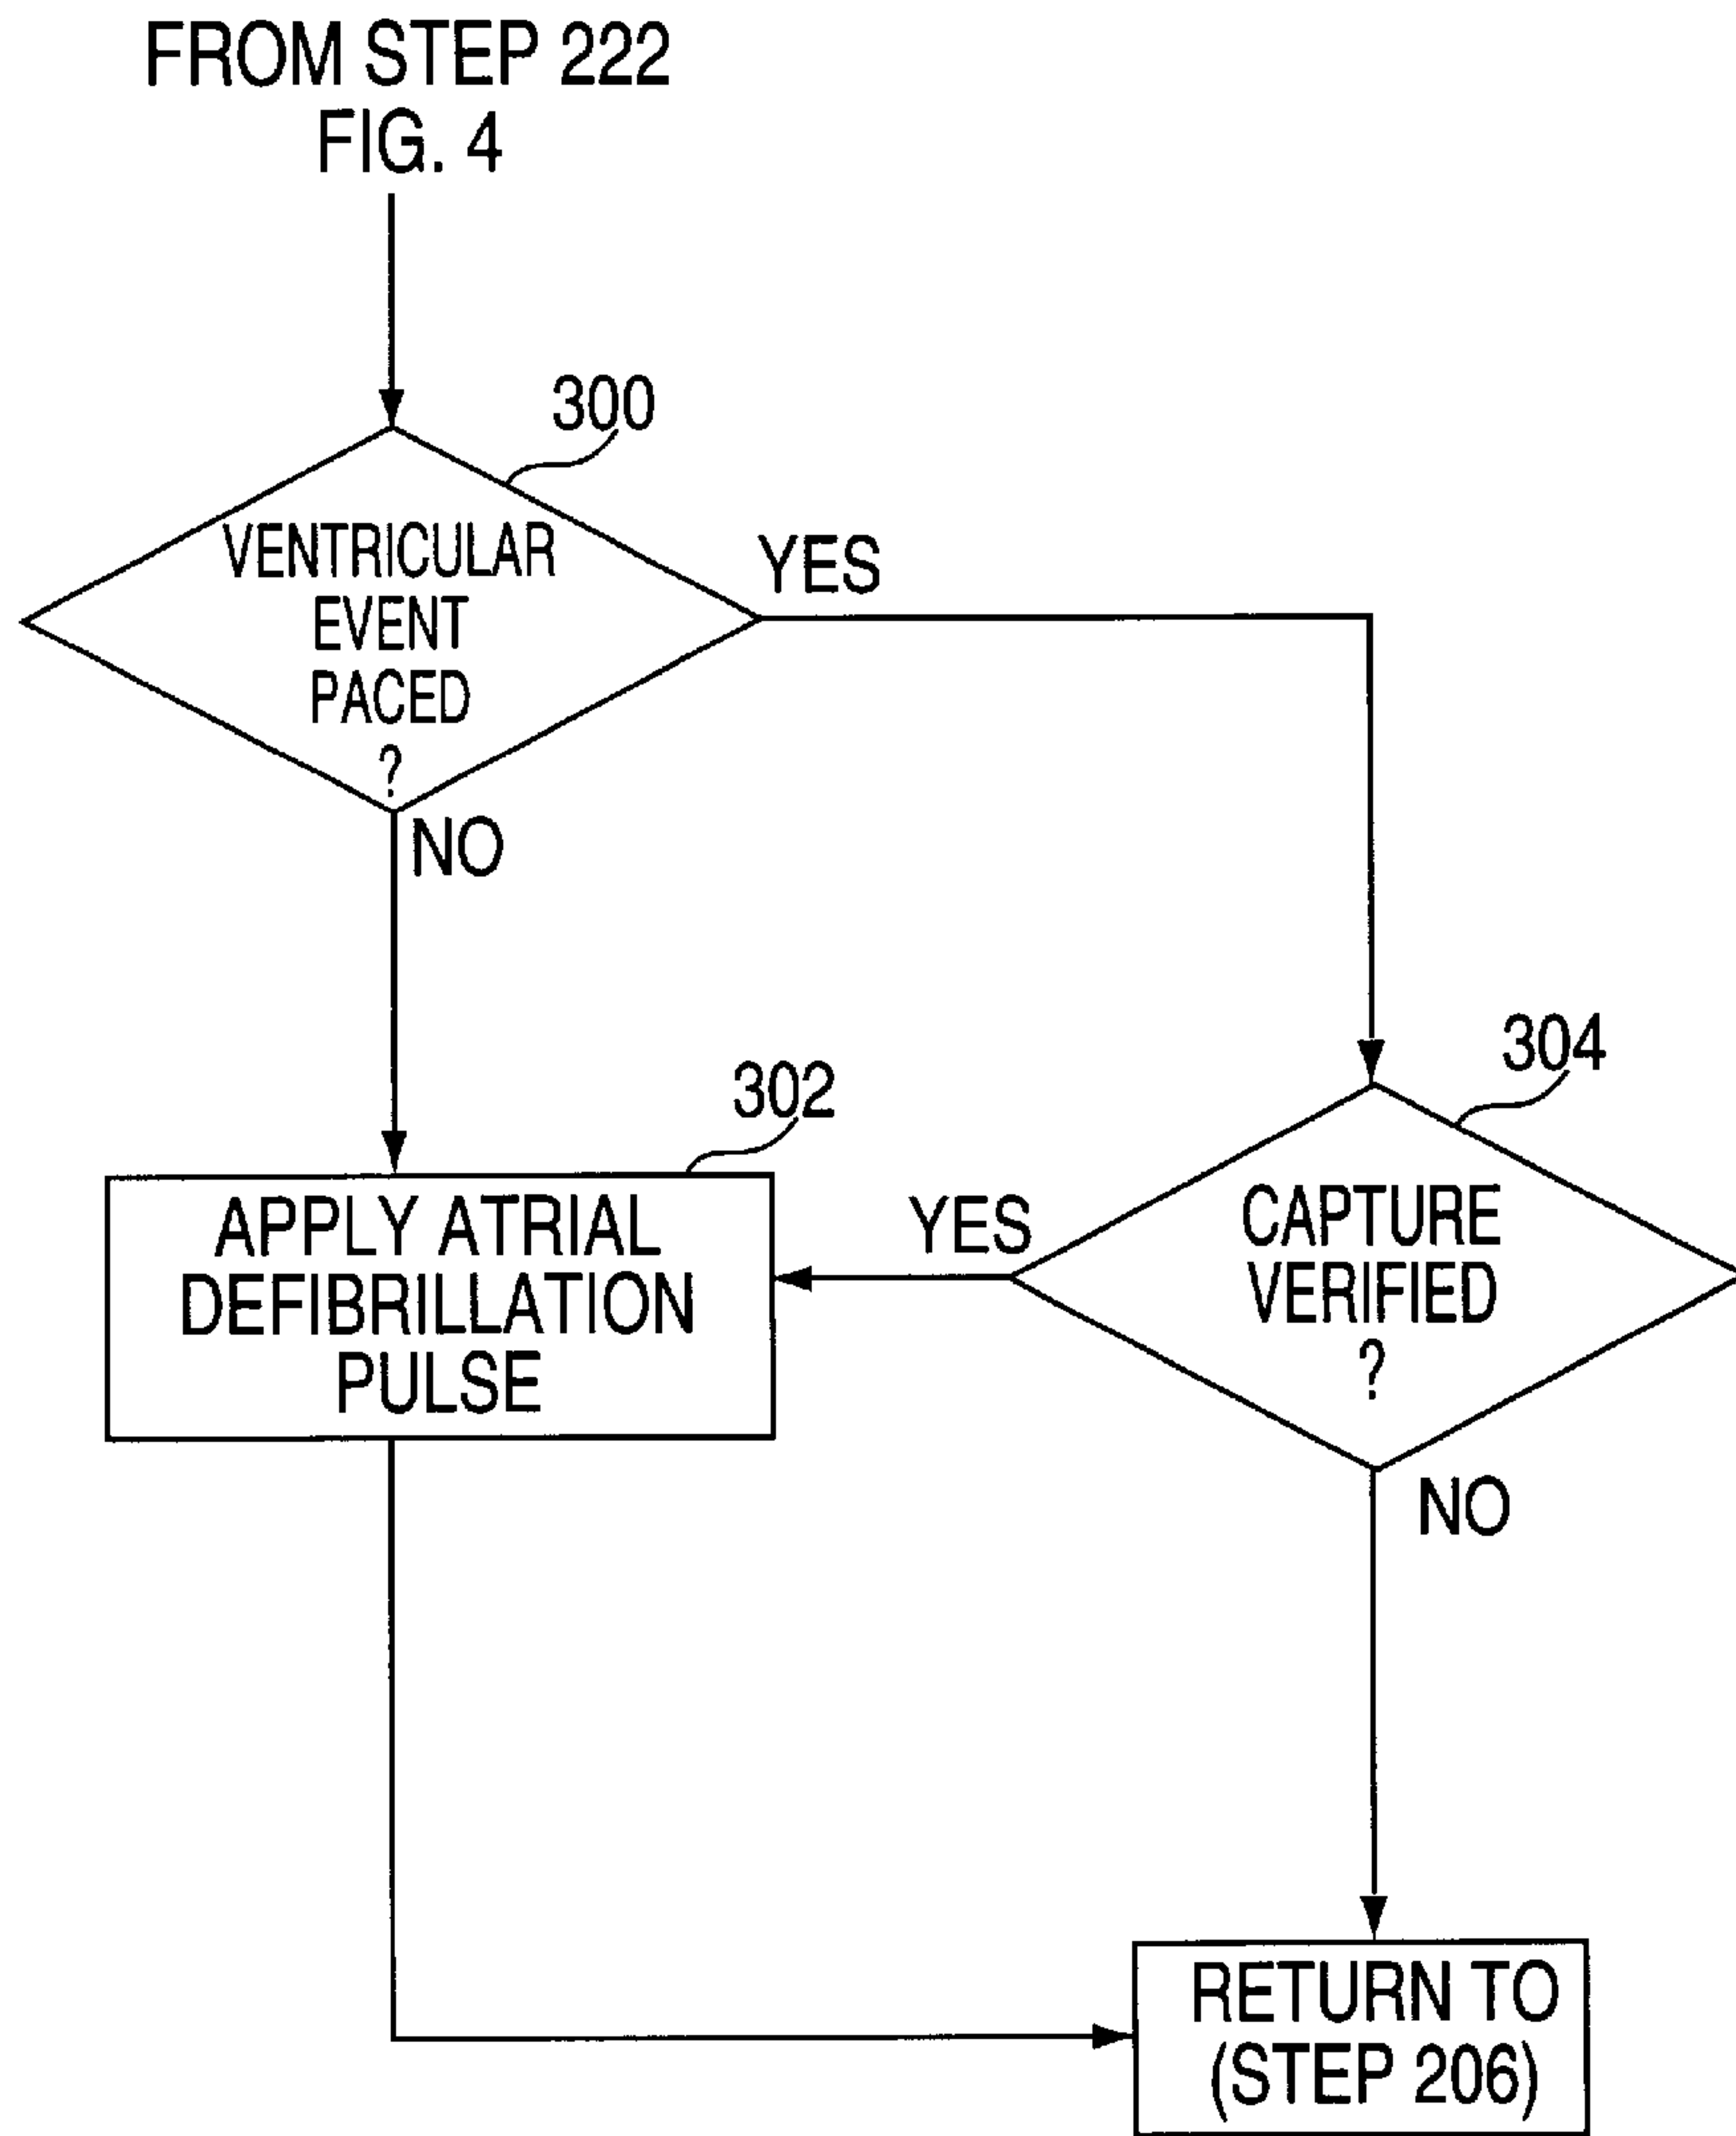 FROM STEP 222
FIG. 4
300
VENTRICULAR
EVENT
PACED
?
YES
NO
302
APPLY ATRIAL
DEFIBRILLATION
PULSE
304
YES
CAPTURE
VERIFIED
?
NO
RETURN TO
(STEP 206)